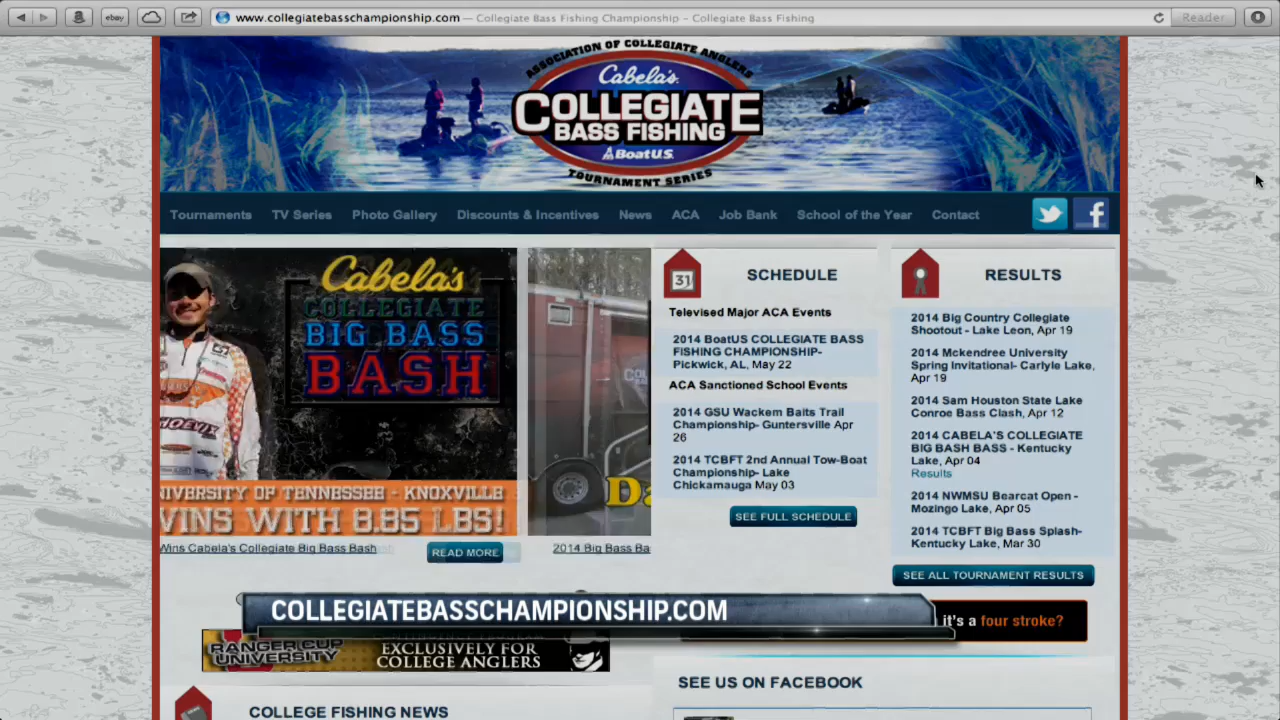 ebay
www.collegiatebasschampionship.com — Collegiate Bass Fishing Championship – Collegiate Bass Fishing
Reader
ASSOCIATION OF COLLEGIATE ANGLERS
Cabela's
COLLEGIATE
BASS FISHING
BoatU.S.
TOURNAMENT SERIES
Tournaments TV Series Photo Gallery Discounts & Incentives News ACA Job Bank School of the Year Contact
Cabela's
COLLEGIATE
BIG BASS
BASH
NIVERSITY OF TENNESSEE - KNOXVILLE
WINS WITH 8.85 LBS!
Wins Cabela's Collegiate Big Bass Bash
READ MORE
2014 Big Bass Ba
31
SCHEDULE
Televised Major ACA Events
2014 BoatUS COLLEGIATE BASS
FISHING CHAMPIONSHIP-
Pickwick, AL, May 22
ACA Sanctioned School Events
2014 GSU Wackem Baits Trail
Championship- Guntersville Apr
26
2014 TCBFT 2nd Annual Tow-Boat
Championship- Lake
Chickamauga May 03
SEE FULL SCHEDULE
RESULTS
2014 Big Country Collegiate
Shootout - Lake Leon, Apr 19
2014 Mckendree University
Spring Invitational- Carlyle Lake,
Apr 19
2014 Sam Houston State Lake
Conroe Bass Clash, Apr 12
2014 CABELA'S COLLEGIATE
BIG BASH BASS - Kentucky
Lake, Apr 04
Results
2014 NWMSU Bearcat Open -
Mozingo Lake, Apr 05
2014 TCBFT Big Bass Splash-
Kentucky Lake, Mar 30
SEE ALL TOURNAMENT RESULTS
COLLEGIATEBASSCHAMPIONSHIP.COM
it's a four stroke?
RANGER CUP
UNIVERSITY
EXCLUSIVELY FOR
COLLEGE ANGLERS
SEE US ON FACEBOOK
COLLEGE FISHING NEWS